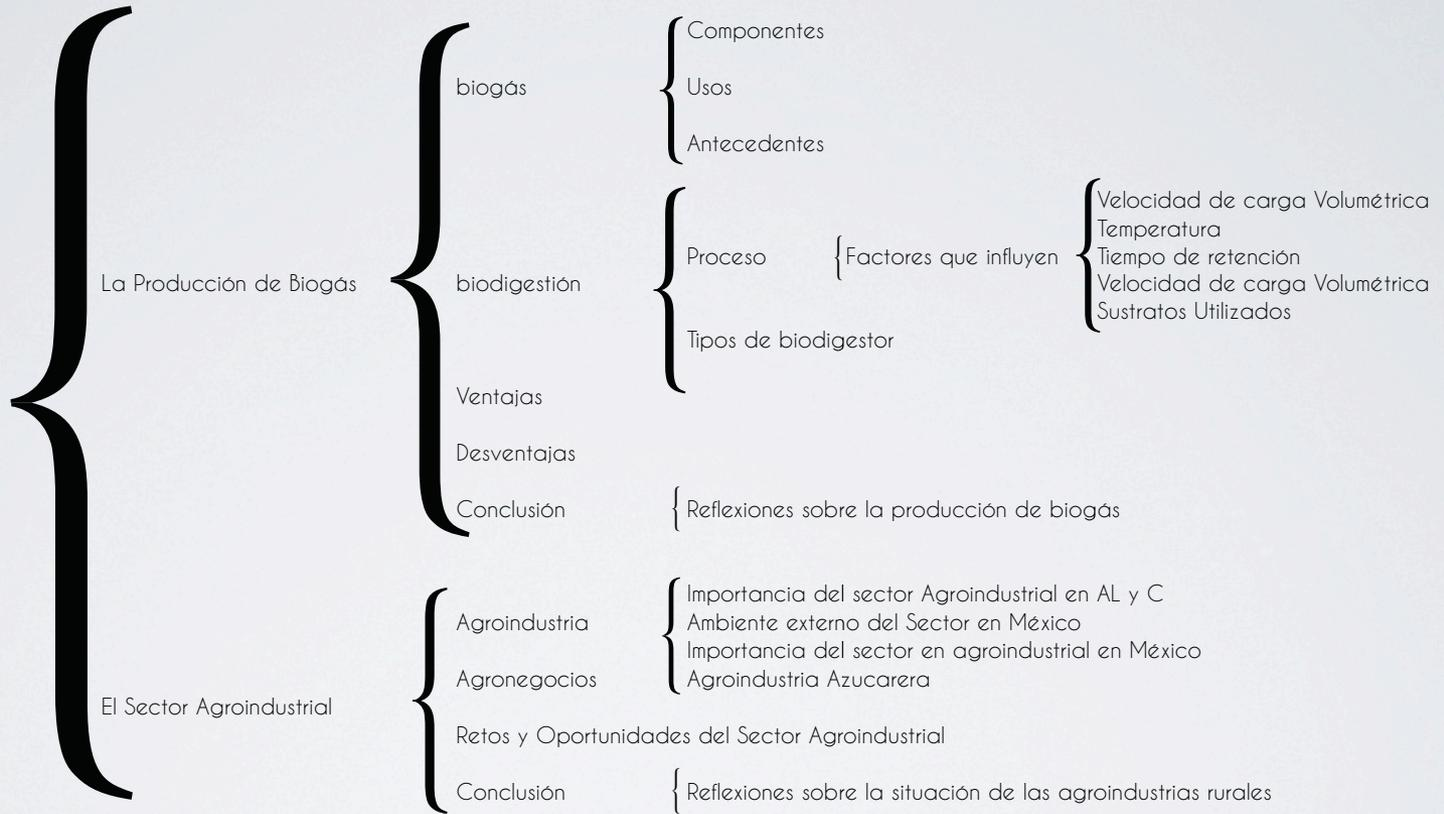 La Producción de Biogás
biogás
Componentes
Usos
Antecedentes
biodigestión
Proceso
Factores que influyen
Velocidad de carga Volumétrica
Temperatura
Tiempo de retención
Velocidad de carga Volumétrica
Sustratos Utilizados
Tipos de biodigestor
Ventajas
Desventajas
Conclusión
Reflexiones sobre la producción de biogás
El Sector Agroindustrial
Agroindustria
Importancia del sector Agroindustrial en AL y C
Ambiente externo del Sector en México
Importancia del sector en agroindustrial en México
Agroindustria Azucarera
Agronegocios
Retos y Oportunidades del Sector Agroindustrial
Conclusión
Reflexiones sobre la situación de las agroindustrias rurales